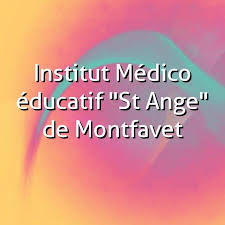 Institut Médico
éducatif "St Ange"
de Montfavet